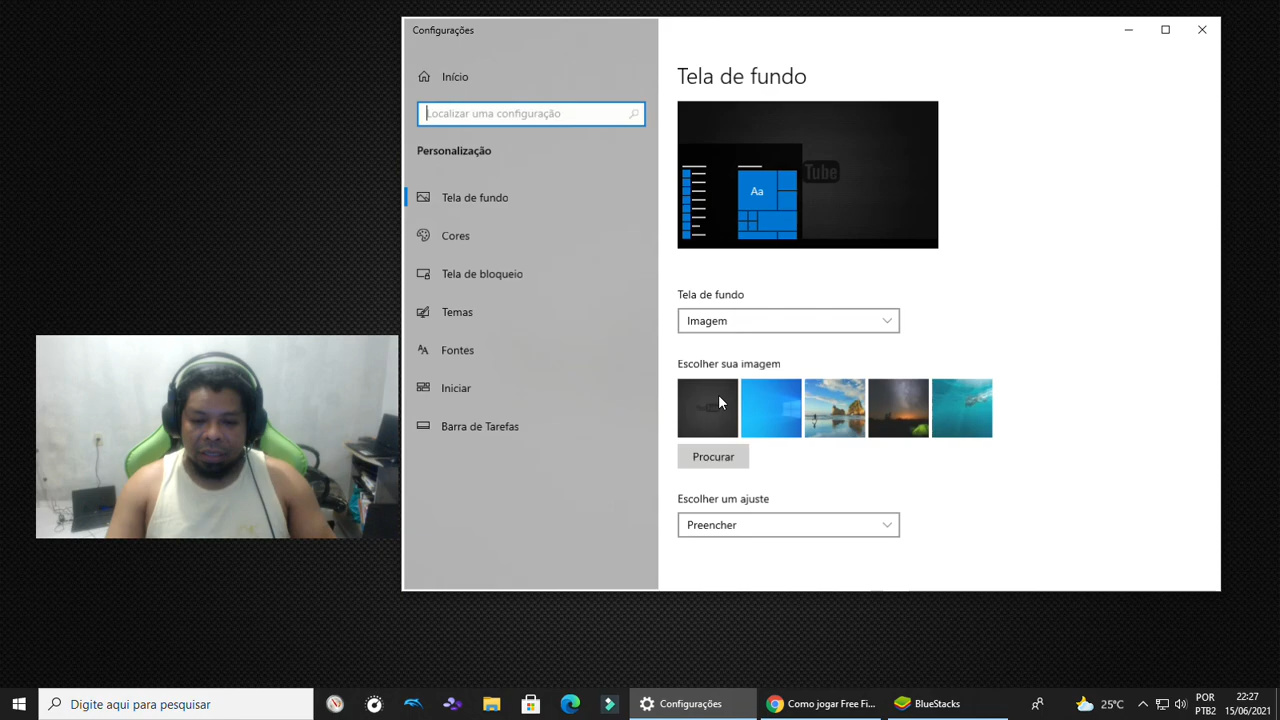 Configurações
Início
Localizar uma configuração
Personalização
Tela de fundo
Cores
Tela de bloqueio
Temas
Fontes
Iniciar
Barra de Tarefas
Tela de fundo
Tube
Aa
Tela de fundo
Imagem
Escolher sua imagem
Procurar
Escolher um ajuste
Preencher
Digite aqui para pesquisar
Configurações
Como jogar Free Fi...
BlueStacks
25°C
POR
PTB2
22:27
15/06/2021